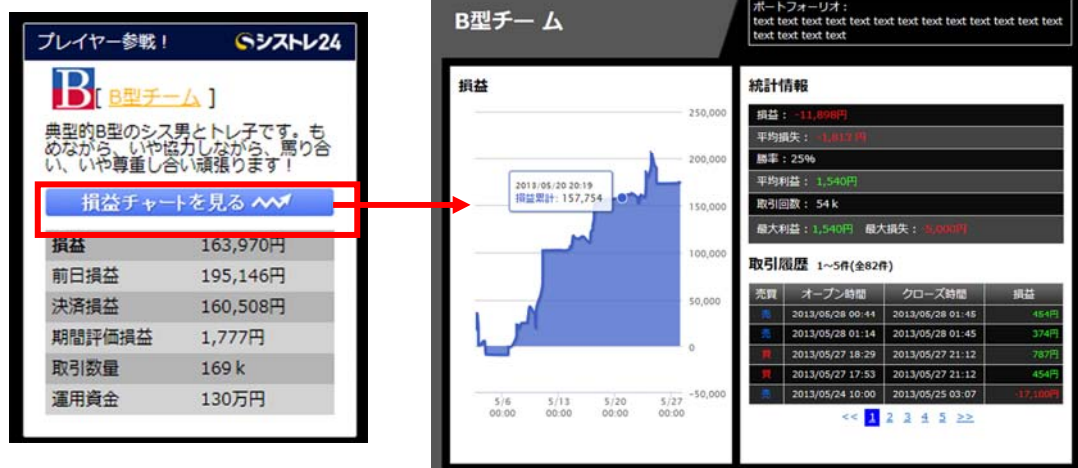 プレイヤー参戦！
シストレ24
B[ B型チーム ]
典型的B型のシス男とトレ子です。も
めながら、いや協力しながら、罵り合
い、いや尊重し合い頑張ります！
損益チャートを見る
損益 163,970円
前日損益 195,146円
決済損益 160,508円
期間評価損益 1,777円
取引数量 169 k
運用資金 130万円
B型チーム
ポートフォーリオ：
text text text text text text text text text text text text text text
text text text text
損益
250,000
200,000
150,000
100,000
50,000
0
-50,000
2013/05/20 20:19
損益累計: 157,754
5/6 5/13 5/20 5/27
00:00 00:00 00:00 00:00
統計情報
損益： -11,898円
平均損失： -1,813 円
勝率：25%
平均利益： 1,540円
取引回数： 54 k
最大利益：1,540円 最大損失：-5,000円
取引履歴 1～5件(全82件)
売買 オープン時間 クローズ時間 損益
売 2013/05/28 00:44 2013/05/28 01:45 454円
売 2013/05/28 01:14 2013/05/28 01:45 374円
買 2013/05/27 18:29 2013/05/27 21:12 787円
買 2013/05/27 17:53 2013/05/27 21:12 454円
売 2013/05/24 10:00 2013/05/25 03:07 -17,100円
<< 1 2 3 4 5 >>